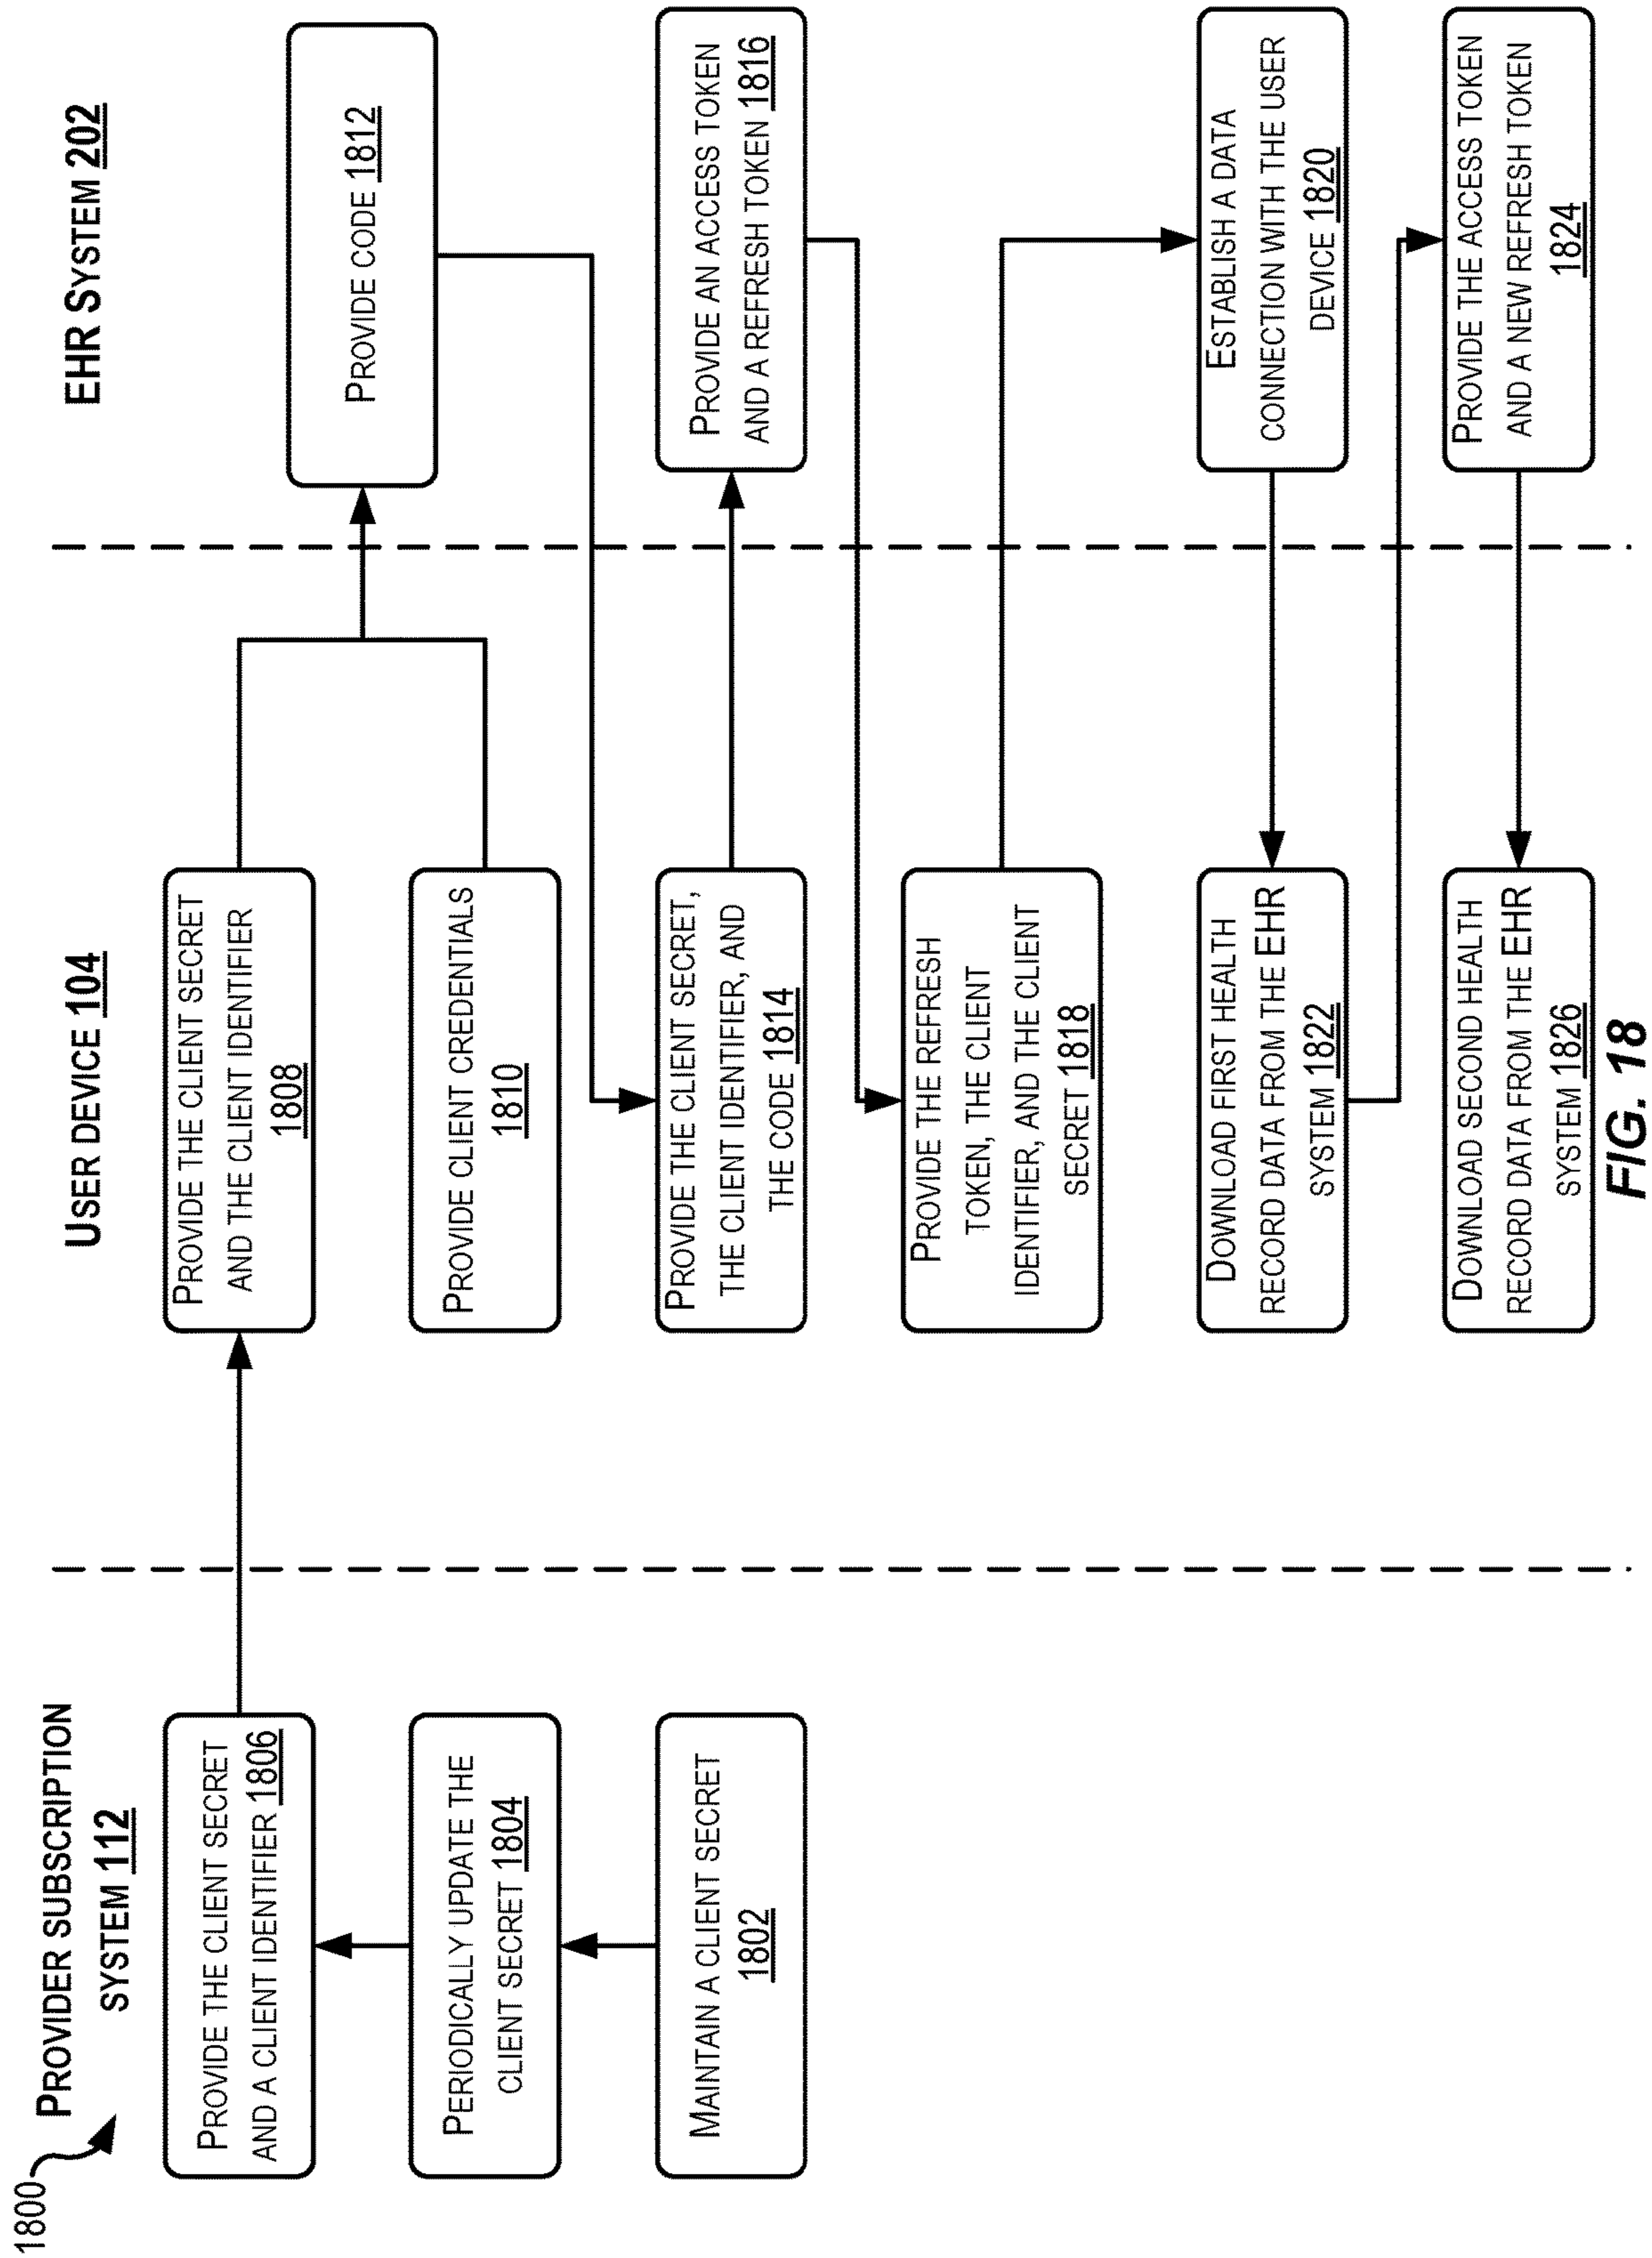 1800
PROVIDER SUBSCRIPTION
SYSTEM 112
PROVIDE THE CLIENT SECRET
AND A CLIENT IDENTIFIER 1806
PERIODICALLY UPDATE THE
CLIENT SECRET 1804
MAINTAIN A CLIENT SECRET
1802
USER DEVICE 104
PROVIDE THE CLIENT SECRET
AND THE CLIENT IDENTIFIER
1808
PROVIDE CLIENT CREDENTIALS
1810
PROVIDE THE CLIENT SECRET,
THE CLIENT IDENTIFIER, AND
THE CODE 1814
PROVIDE THE REFRESH
TOKEN, THE CLIENT
IDENTIFIER, AND THE CLIENT
SECRET 1818
DOWNLOAD FIRST HEALTH
RECORD DATA FROM THE EHR
SYSTEM 1822
DOWNLOAD SECOND HEALTH
RECORD DATA FROM THE EHR
SYSTEM 1826
EHR SYSTEM 202
PROVIDE CODE 1812
PROVIDE AN ACCESS TOKEN
AND A REFRESH TOKEN 1816
ESTABLISH A DATA
CONNECTION WITH THE USER
DEVICE 1820
PROVIDE THE ACCESS TOKEN
AND A NEW REFRESH TOKEN
1824
FIG. 18